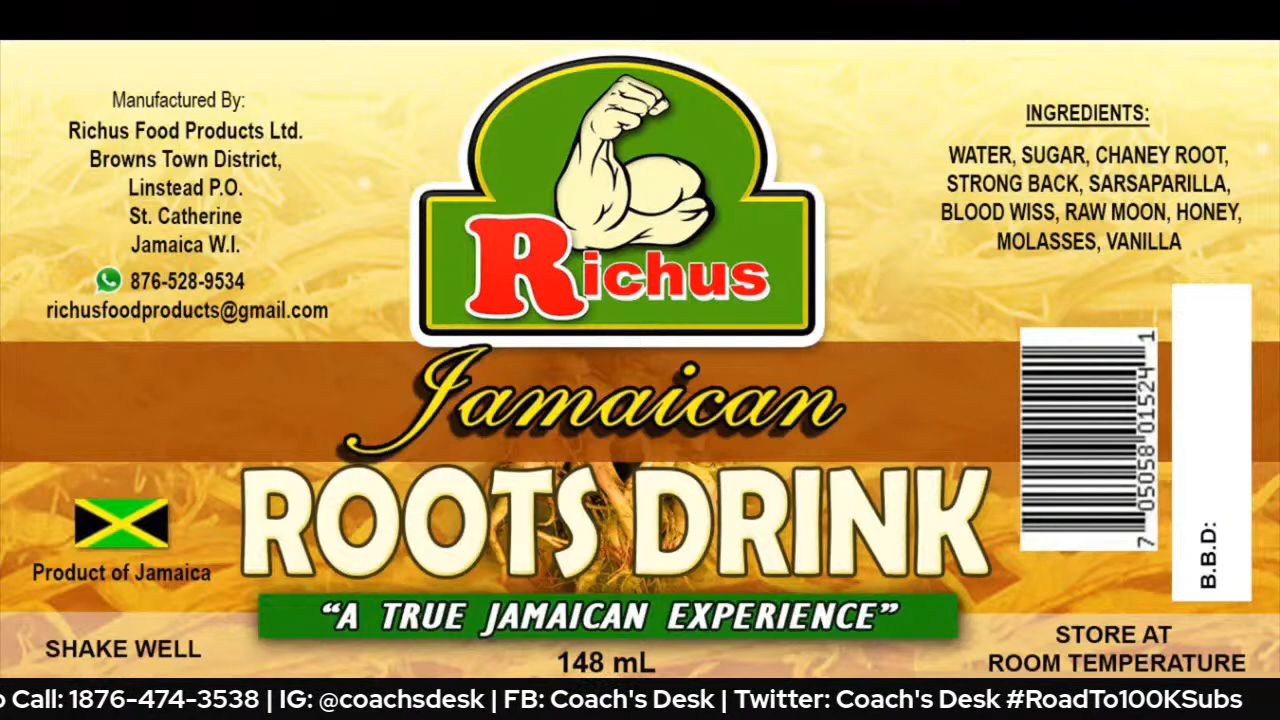 Manufactured By:
Richus Food Products Ltd.
Browns Town District,
Linstead P.O.
St. Catherine
Jamaica W.I.
876-528-9534
richusfoodproducts@gmail.com
Product of Jamaica
SHAKE WELL
Richus
Jamaican
ROOTS DRINK
“A TRUE JAMAICAN EXPERIENCE”
148 mL
INGREDIENTS:
WATER, SUGAR, CHANEY ROOT,
STRONG BACK, SARSAPARILLA,
BLOOD WISS, RAW MOON, HONEY,
MOLASSES, VANILLA
7 05058 01524 1
B.B.D:
STORE AT
ROOM TEMPERATURE
Call: 1876-474-3538 | IG: @coachsdesk | FB: Coach's Desk | Twitter: Coach's Desk #RoadTo100KSubs